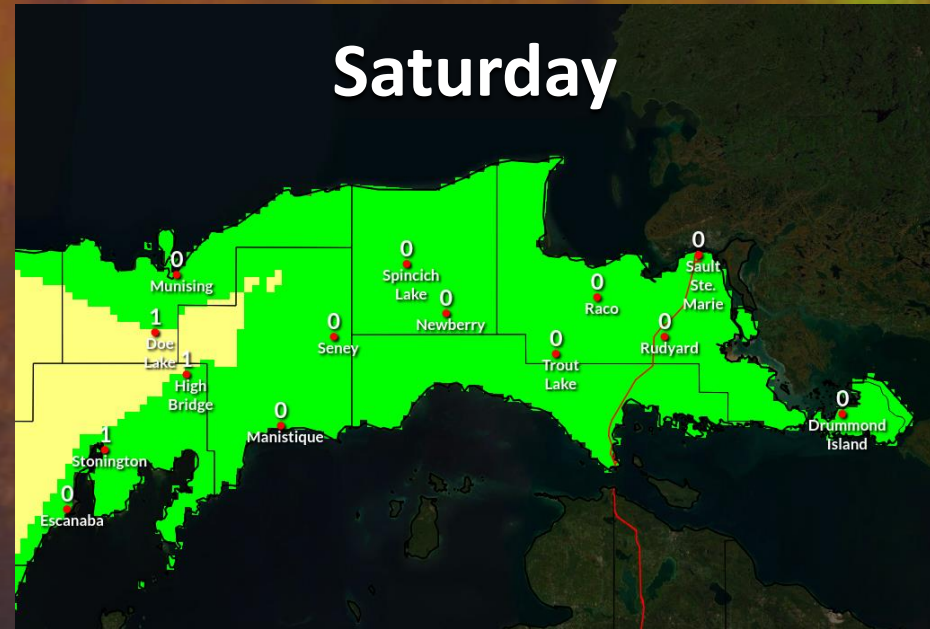 Saturday
0
Sault
Ste.
Marie
0
Spincich
Lake
0
Munising
0
Raco
0
Newberry
1
Doe
Lake
0
Seney
0
Rudyard
0
Trout
Lake
1
High
Bridge
0
Drummond
Island
0
Manistique
1
Stonington
0
Escanaba